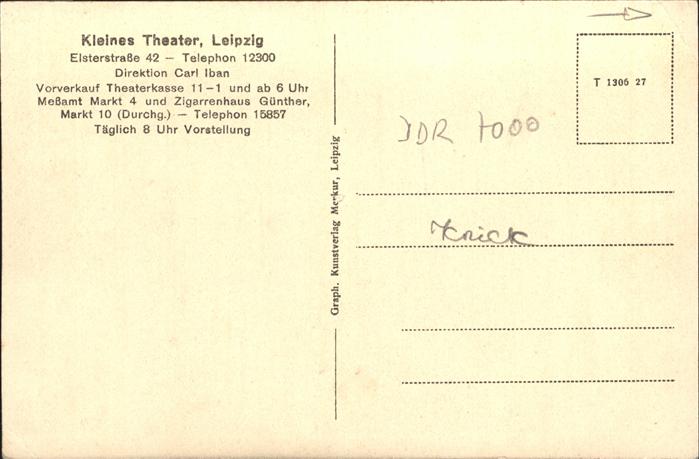 Kleines Theater, Leipzig
Elsterstraße 42 — Telephon 12300
Direktion Carl Iban
Vorverkauf Theaterkasse 11–1 und ab 6 Uhr
Meßamt Markt 4 und Zigarrenhaus Günther,
Markt 10 (Durchg.) — Telephon 15857
Täglich 8 Uhr Vorstellung
Graph. Kunstverlag Merkur, Leipzig
T 1306 27
DDR 7000
Knick